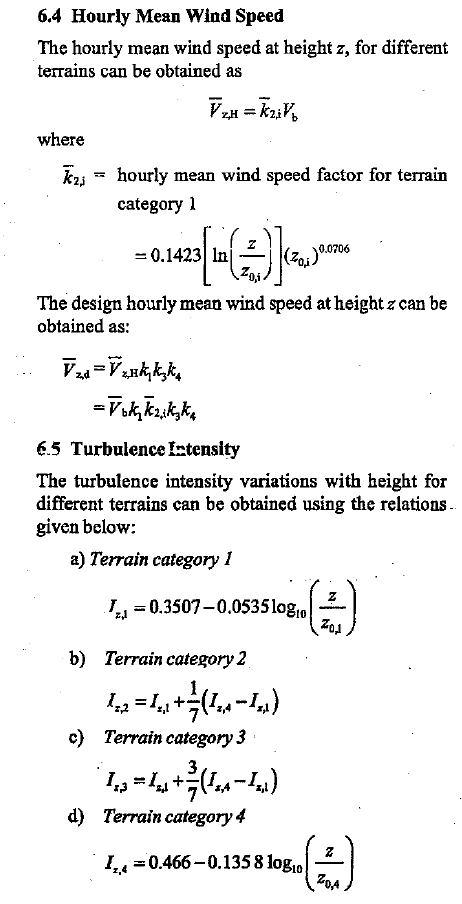 6.4 Hourly Mean Wind Speed
The hourly mean wind speed at height z, for different
terrains can be obtained as
V̄z,H = k̄2,i Vb
where
k̄2,i = hourly mean wind speed factor for terrain
category 1
= 0.1423 [ln (z / z0,i)] (z0,i)^0.0706
The design hourly mean wind speed at height z can be
obtained as:
V̄z,d = V̄z,H k1 k3 k4
= V̄b k1 k̄2,i k3 k4
6.5 Turbulence Intensity
The turbulence intensity variations with height for
different terrains can be obtained using the relations
given below:
a) Terrain category 1
Iz,1 = 0.3507 – 0.0535 log10 (z / z0,1)
b) Terrain category 2
Iz,2 = Iz,1 + 1/7 (Iz,4 – Iz,1)
c) Terrain category 3
Iz,3 = Iz,1 + 3/7 (Iz,4 – Iz,1)
d) Terrain category 4
Iz,4 = 0.466 – 0.135 8 log10 (z / z0,4)